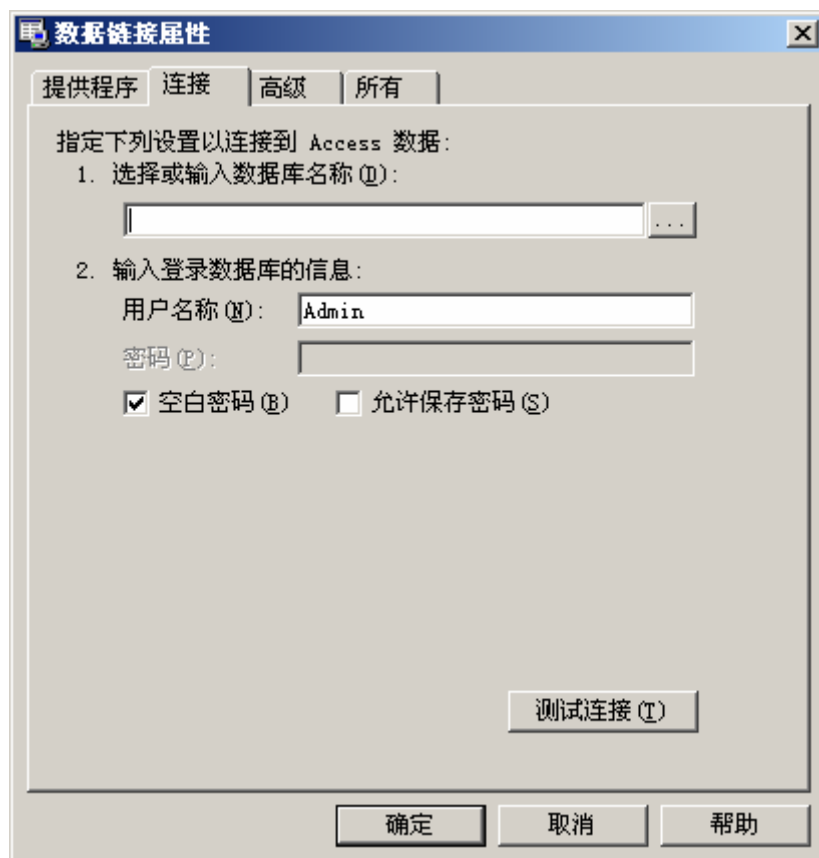 数据链接属性
提供程序 连接 高级 所有
指定下列设置以连接到 Access 数据:
1. 选择或输入数据库名称(D):
...
2. 输入登录数据库的信息:
用户名称(N): Admin
密码(P):
空白密码(B) 允许保存密码(S)
测试连接(T)
确定 取消 帮助